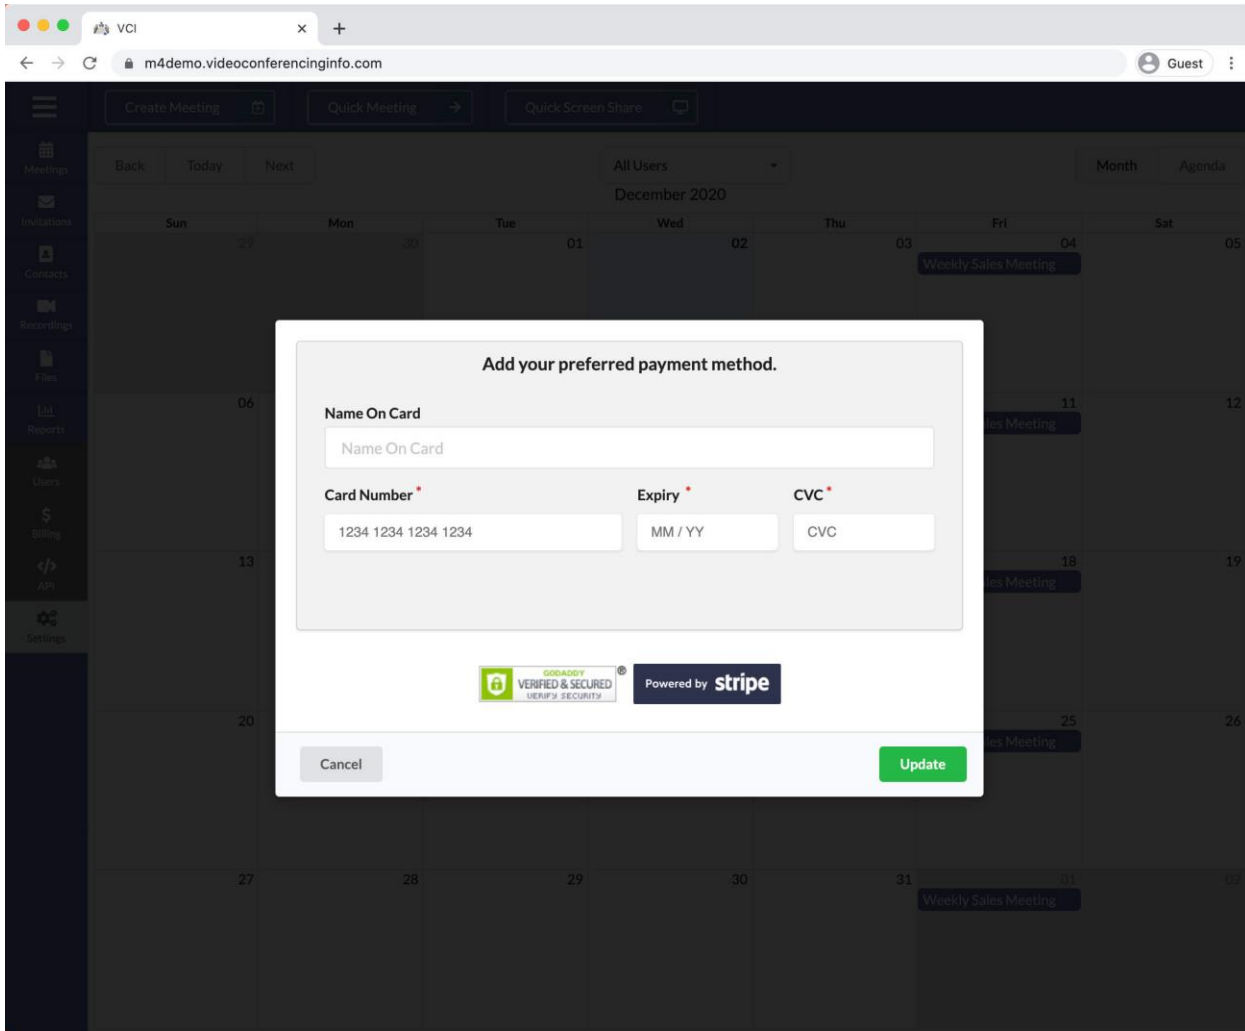 VCI
m4demo.videoconferencinginfo.com
Guest
Create Meeting
Quick Meeting
Quick Screen Share
Meetings
Invitations
Contacts
Recordings
Files
Reports
Users
Billing
API
Settings
Back Today Next
All Users
Month Agenda
December 2020
Sun Mon Tue Wed Thu Fri Sat
29 30 01 02 03 04 05
Weekly Sales Meeting
06 11 12
les Meeting
13 18 19
les Meeting
20 25 26
les Meeting
27 28 29 30 31 01 02
Weekly Sales Meeting
Add your preferred payment method.
Name On Card
Name On Card
Card Number * Expiry * CVC *
1234 1234 1234 1234 MM / YY CVC
GODADDY
VERIFIED & SECURED
VERIFY SECURITY
®
Powered by stripe
Cancel Update